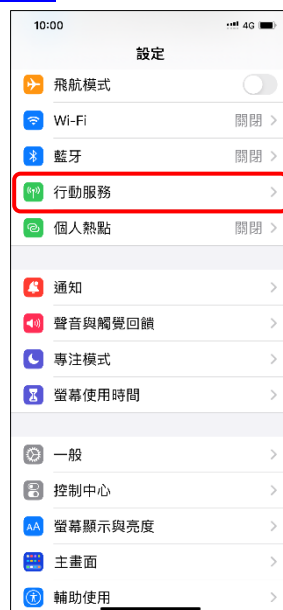 10:00 4G
設定
飛航模式
Wi-Fi 關閉
藍牙 關閉
行動服務
個人熱點 關閉
通知
聲音與觸覺回饋
專注模式
螢幕使用時間
一般
控制中心
AA 螢幕顯示與亮度
主畫面
輔助使用